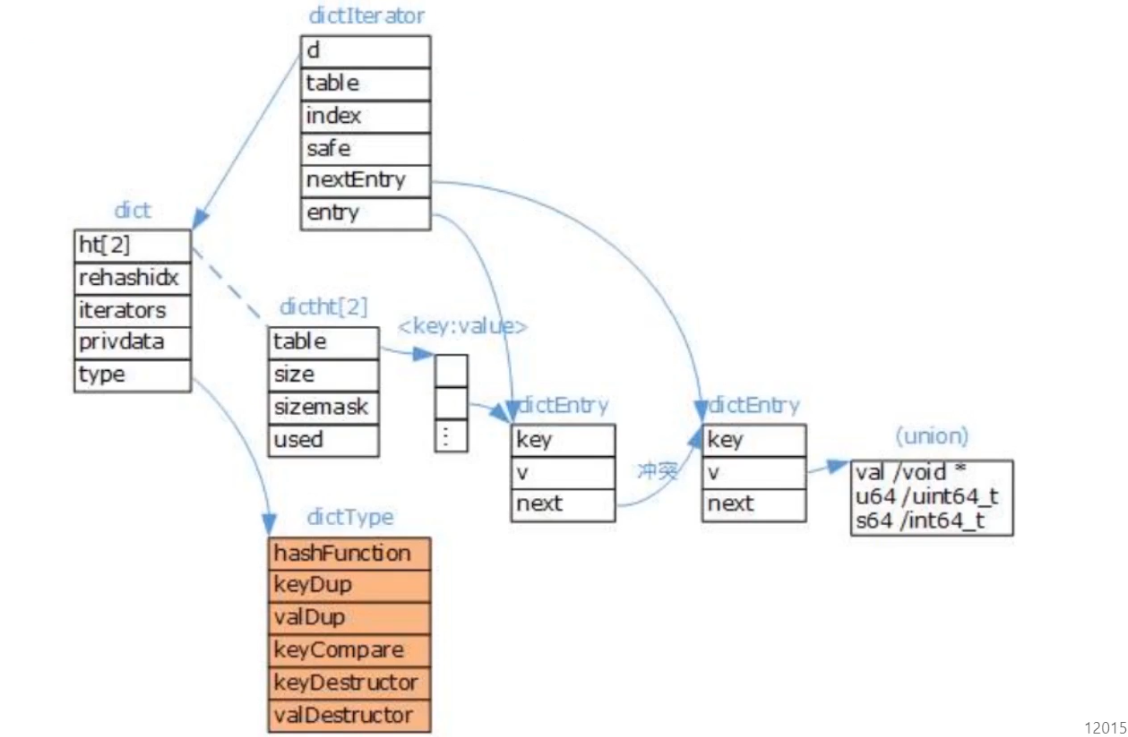 dictIterator
d
table
index
safe
nextEntry
entry
dict
ht[2]
rehashidx
iterators
privdata
type
dictht[2]
table
size
sizemask
used
<key:value>
⋮
dictEntry
key
v
next
冲突
dictEntry
key
v
next
(union)
val /void *
u64 /uint64_t
s64 /int64_t
dictType
hashFunction
keyDup
valDup
keyCompare
keyDestructor
valDestructor
12015